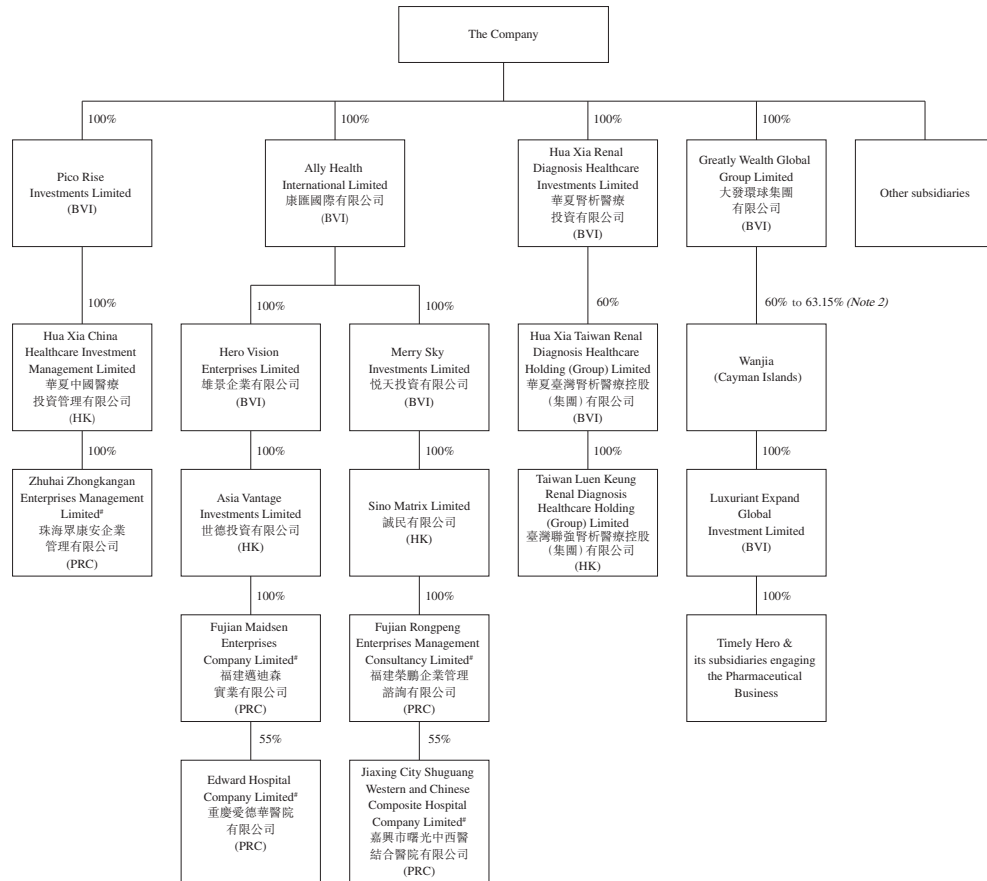 The Company
100%
100%
100%
100%
Pico Rise
Investments Limited
(BVI)
Ally Health
International Limited
康匯國際有限公司
(BVI)
Hua Xia Renal
Diagnosis Healthcare
Investments Limited
華夏腎析醫療
投資有限公司
(BVI)
Greatly Wealth Global
Group Limited
大發環球集團
有限公司
(BVI)
Other subsidiaries
100%
100%
100%
60%
60% to 63.15% (Note 2)
Hua Xia China
Healthcare Investment
Management Limited
華夏中國醫療
投資管理有限公司
(HK)
Hero Vision
Enterprises Limited
雄景企業有限公司
(BVI)
Merry Sky
Investments Limited
悦天投資有限公司
(BVI)
Hua Xia Taiwan Renal
Diagnosis Healthcare
Holding (Group) Limited
華夏臺灣腎析醫療控股
(集團)有限公司
(BVI)
Wanjia
(Cayman Islands)
100%
100%
100%
100%
100%
Zhuhai Zhongkangan
Enterprises Management
Limited#
珠海眾康安企業
管理有限公司
(PRC)
Asia Vantage
Investments Limited
世德投資有限公司
(HK)
Sino Matrix Limited
誠民有限公司
(HK)
Taiwan Luen Keung
Renal Diagnosis
Healthcare Holding
(Group) Limited
臺灣聯強腎析醫療控股
(集團)有限公司
(HK)
Luxuriant Expand
Global
Investment Limited
(BVI)
100%
100%
100%
Fujian Maidsen
Enterprises
Company Limited#
福建邁迪森
實業有限公司
(PRC)
Fujian Rongpeng
Enterprises Management
Consultancy Limited#
福建榮鵬企業管理
諮詢有限公司
(PRC)
Timely Hero &
its subsidiaries engaging
the Pharmaceutical
Business
55%
55%
Edward Hospital
Company Limited#
重慶愛德華醫院
有限公司
(PRC)
Jiaxing City Shuguang
Western and Chinese
Composite Hospital
Company Limited#
嘉興市曙光中西醫
結合醫院有限公司
(PRC)